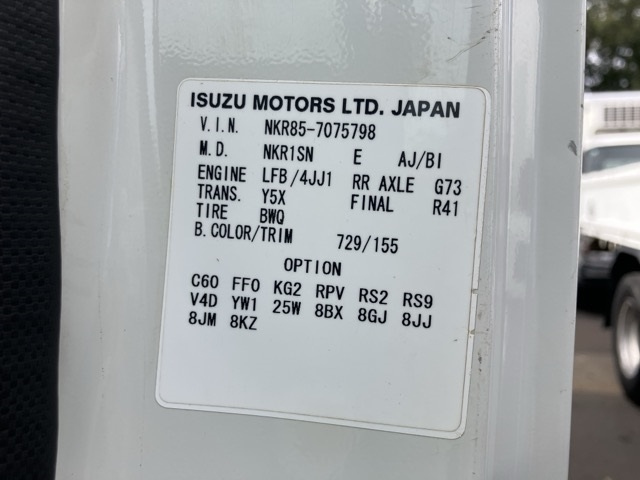 ISUZU MOTORS LTD. JAPAN
V.I.N. NKR85-7075798
M.D. NKR1SN E AJ/BI
ENGINE LFB/4JJ1 RR AXLE G73
TRANS. Y5X FINAL R41
TIRE BWQ
B.COLOR/TRIM 729/155
OPTION
C60 FF0 KG2 RPV RS2 RS9
V4D YW1 25W 8BX 8GJ 8JJ
8JM 8KZ